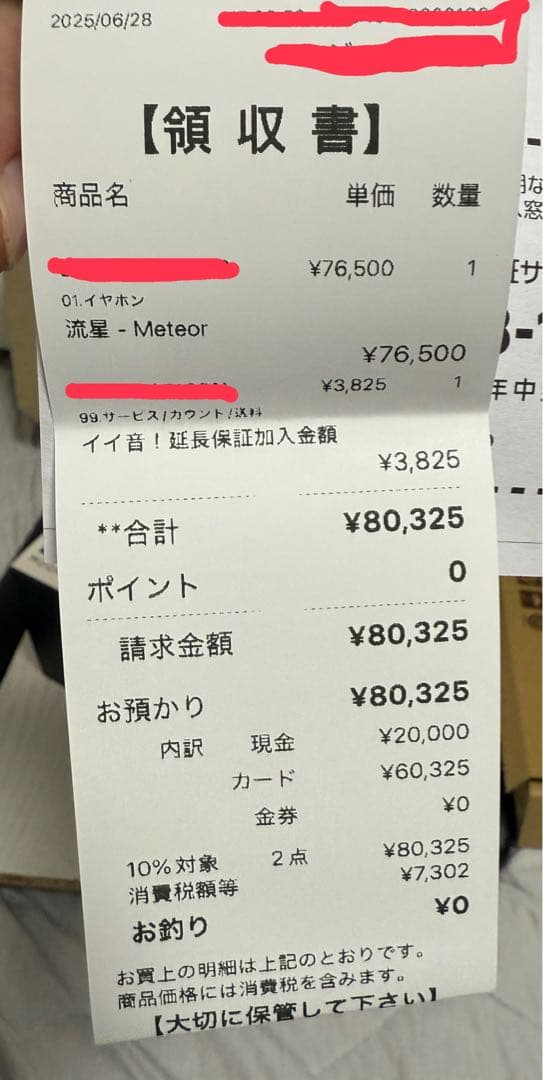 2025/06/28
【領収書】
商品名 単価 数量
¥76,500 1
01.イヤホン
流星 - Meteor
¥76,500
¥3,825 1
99.サービス/カウント/送料
イイ音！延長保証加入金額
¥3,825
**合計 ¥80,325
ポイント 0
請求金額 ¥80,325
お預かり ¥80,325
内訳 現金 ¥20,000
カード ¥60,325
金券 ¥0
10%対象 2点 ¥80,325
消費税額等 ¥7,302
お釣り ¥0
お買上の明細は上記のとおりです。
商品価格には消費税を含みます。
【大切に保管して下さい】
年中